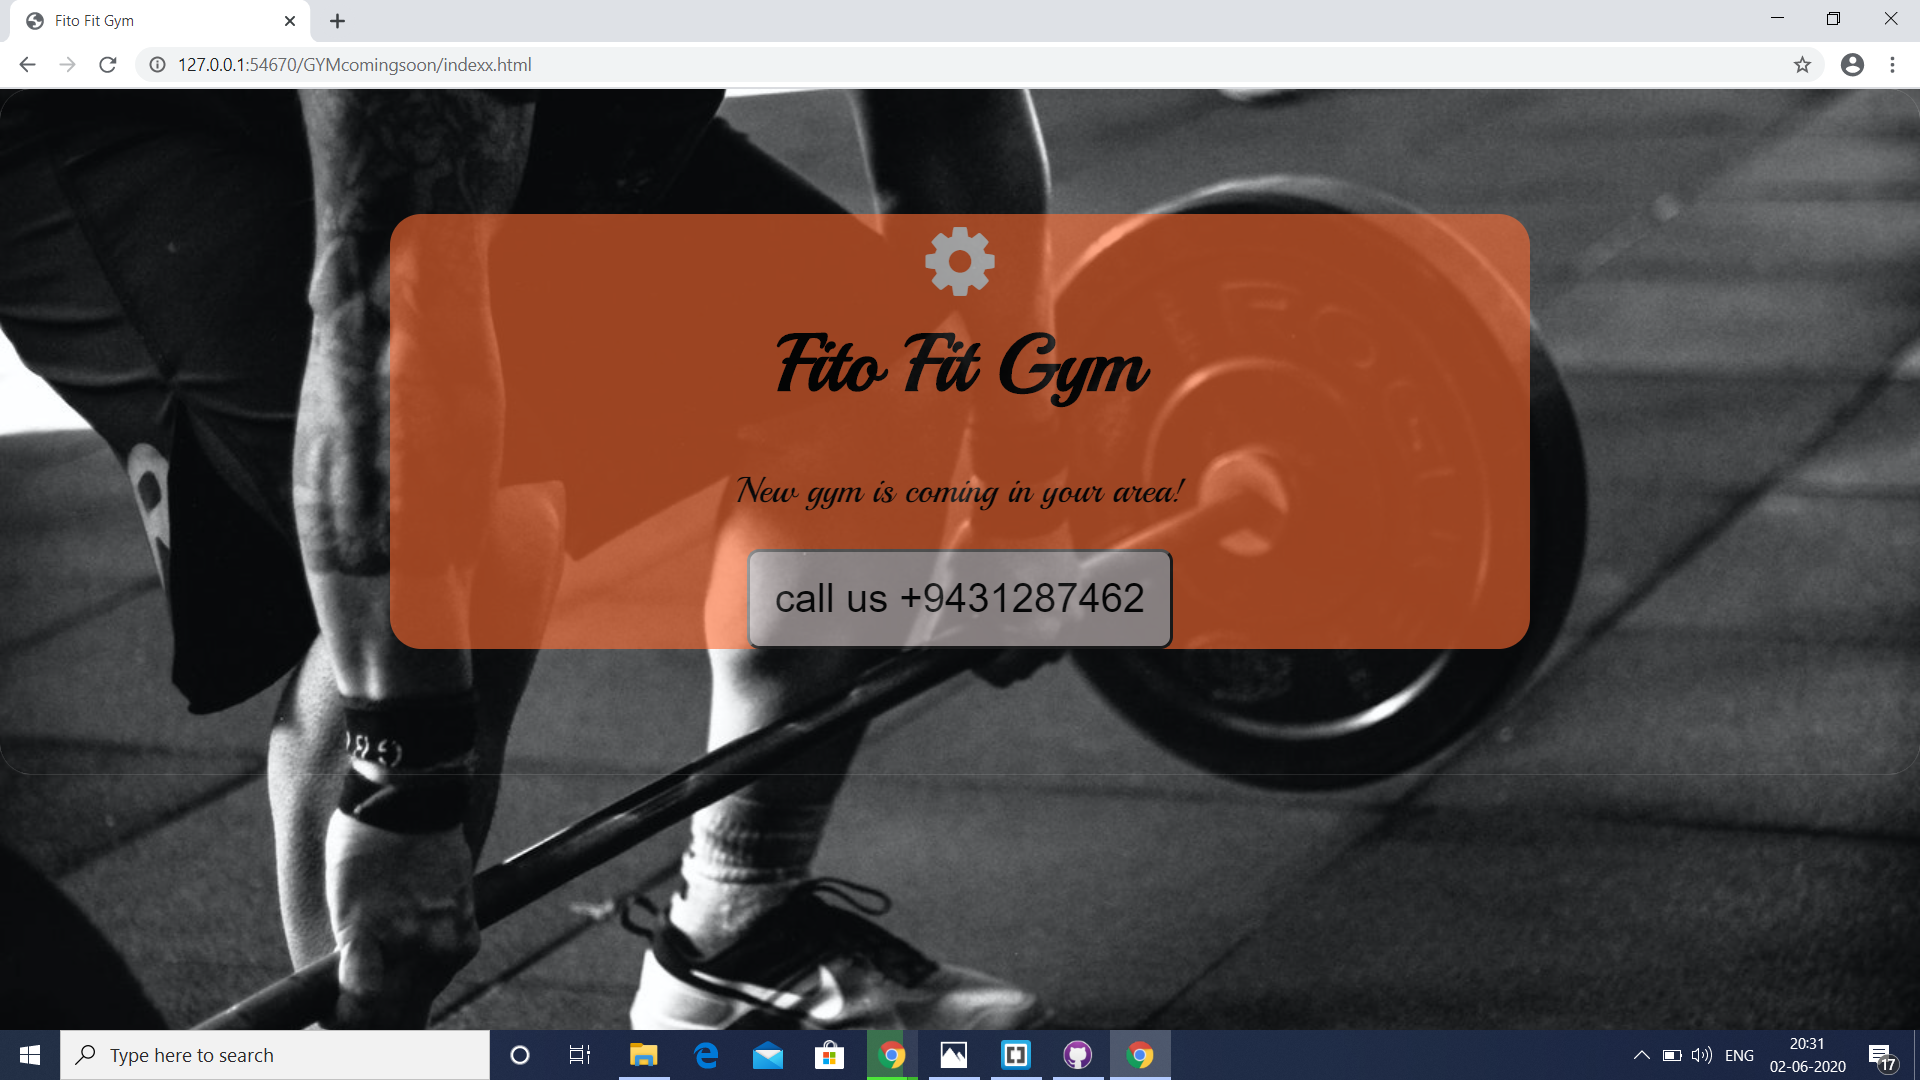 Fito Fit Gym
127.0.0.1:54670/GYMcomingsoon/indexx.html
Fito Fit Gym
New gym is coming in your area!
call us +9431287462
Type here to search
ENG
20:31
02-06-2020
17